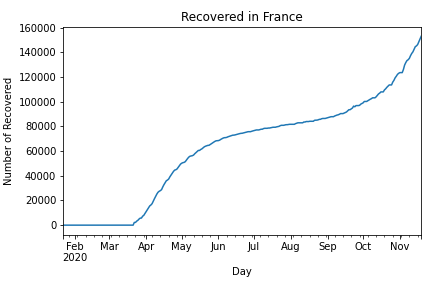 Recovered in France
Number of Recovered
160000
140000
120000
100000
80000
60000
40000
20000
0
Feb Mar Apr May Jun Jul Aug Sep Oct Nov
2020
Day